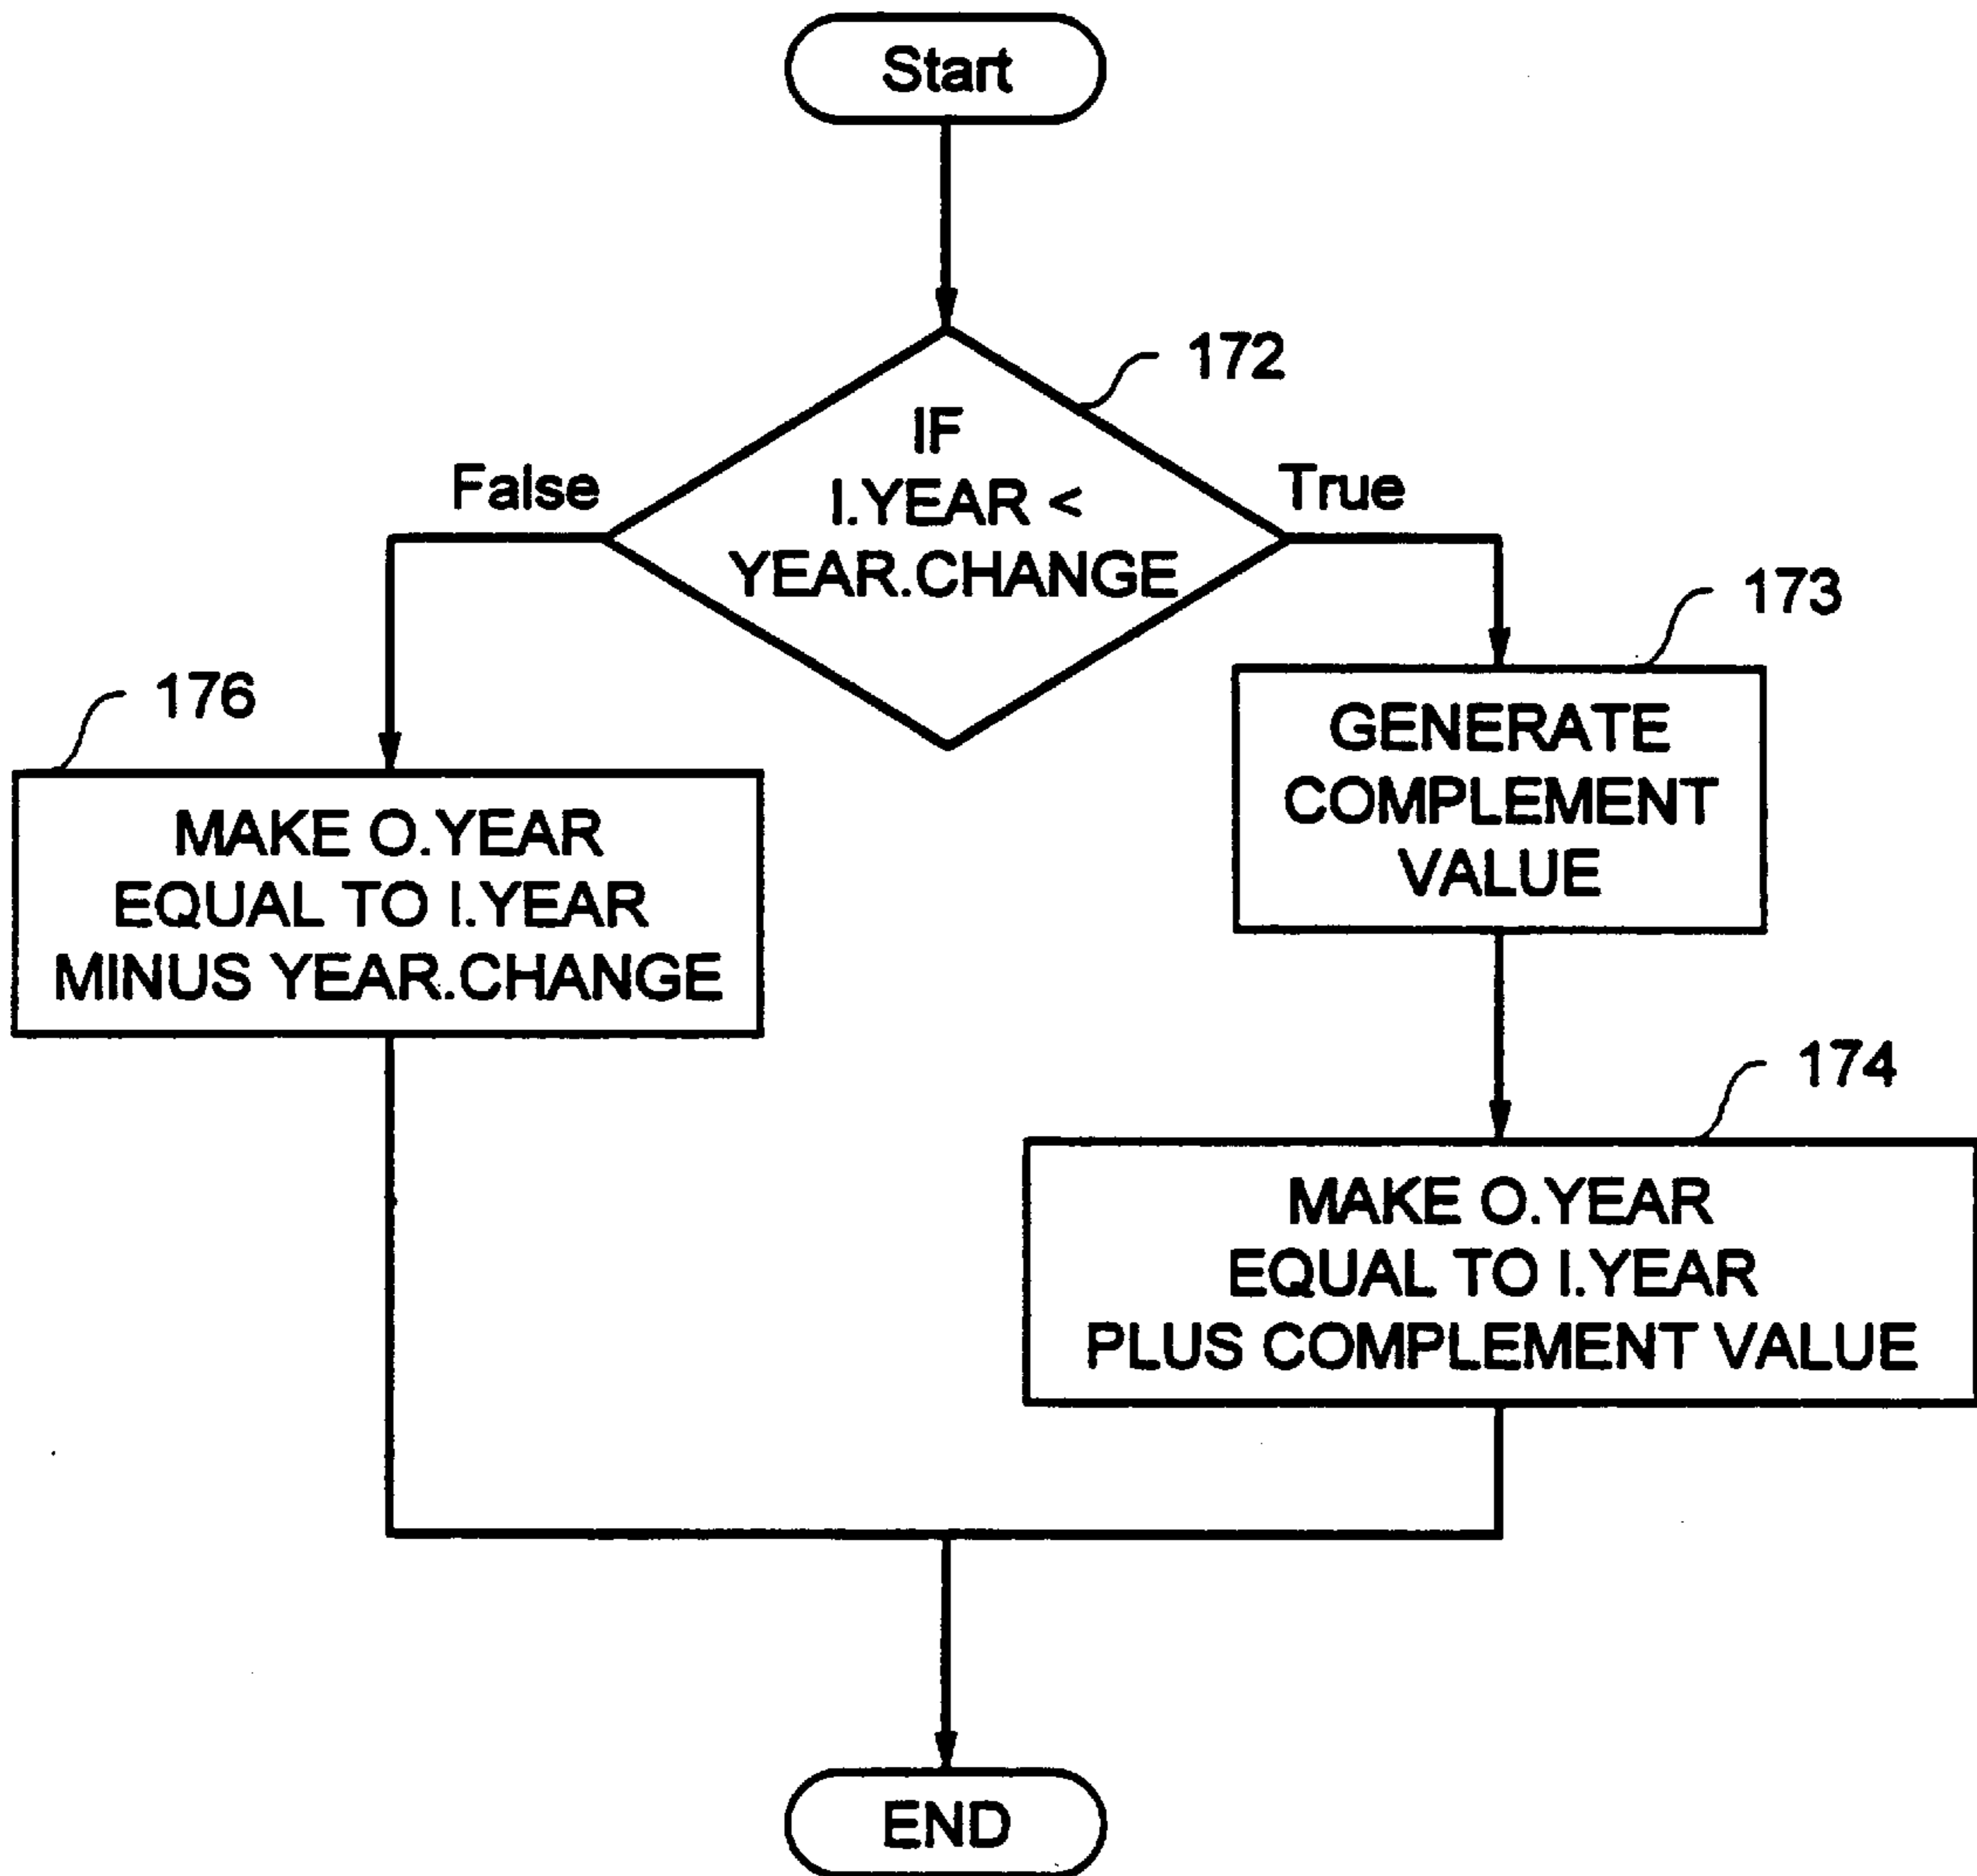 Start
172
IF
I.YEAR <
YEAR.CHANGE
False
True
173
GENERATE
COMPLEMENT
VALUE
176
MAKE O.YEAR
EQUAL TO I.YEAR
MINUS YEAR.CHANGE
174
MAKE O.YEAR
EQUAL TO I.YEAR
PLUS COMPLEMENT VALUE
END